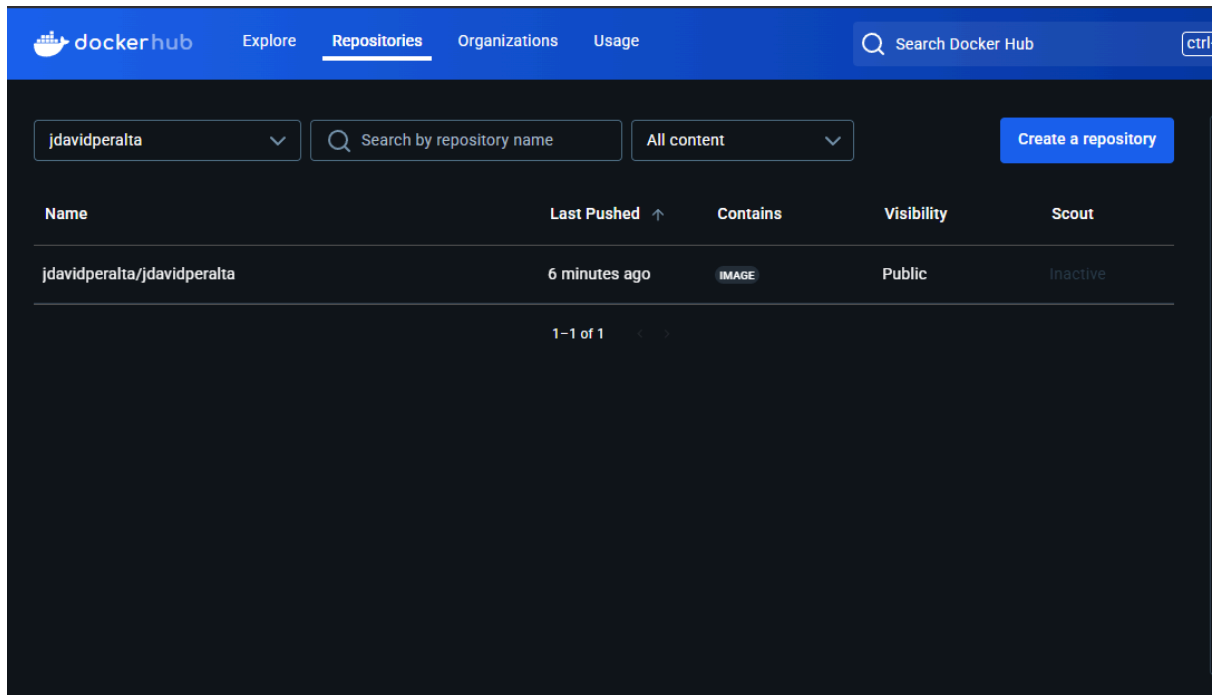 dockerhub Explore Repositories Organizations Usage Search Docker Hub ctrl+
jdavidperalta Search by repository name All content Create a repository
Name Last Pushed ↑ Contains Visibility Scout
jdavidperalta/jdavidperalta 6 minutes ago IMAGE Public Inactive
1–1 of 1